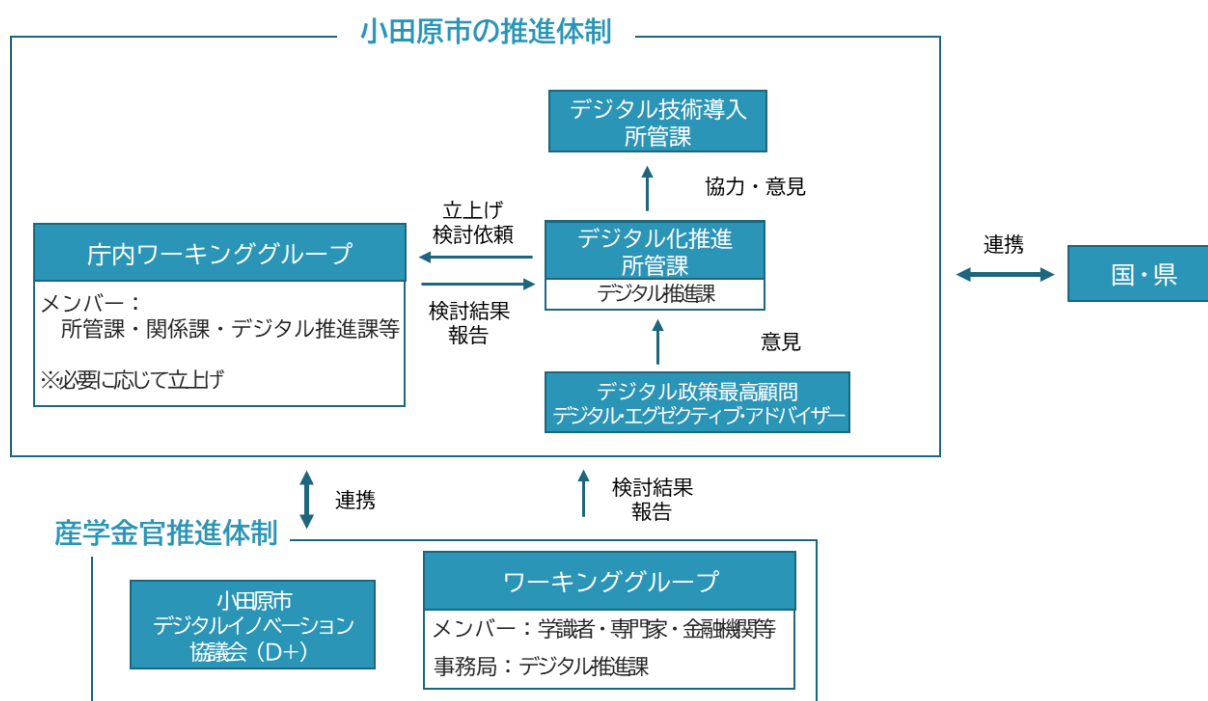 小田原市の推進体制
デジタル技術導入
所管課
協力・意見
立上げ
検討依頼
デジタル化推進
所管課
デジタル推進課
庁内ワーキンググループ
メンバー：
所管課・関係課・デジタル推進課等
※必要に応じて立上げ
検討結果
報告
意見
デジタル政策最高顧問
デジタル・エグゼクティブ・アドバイザー
連携
国・県
連携
検討結果
報告
産学金官推進体制
小田原市
デジタルイノベーション
協議会（D+）
ワーキンググループ
メンバー：学識者・専門家・金融機関等
事務局：デジタル推進課